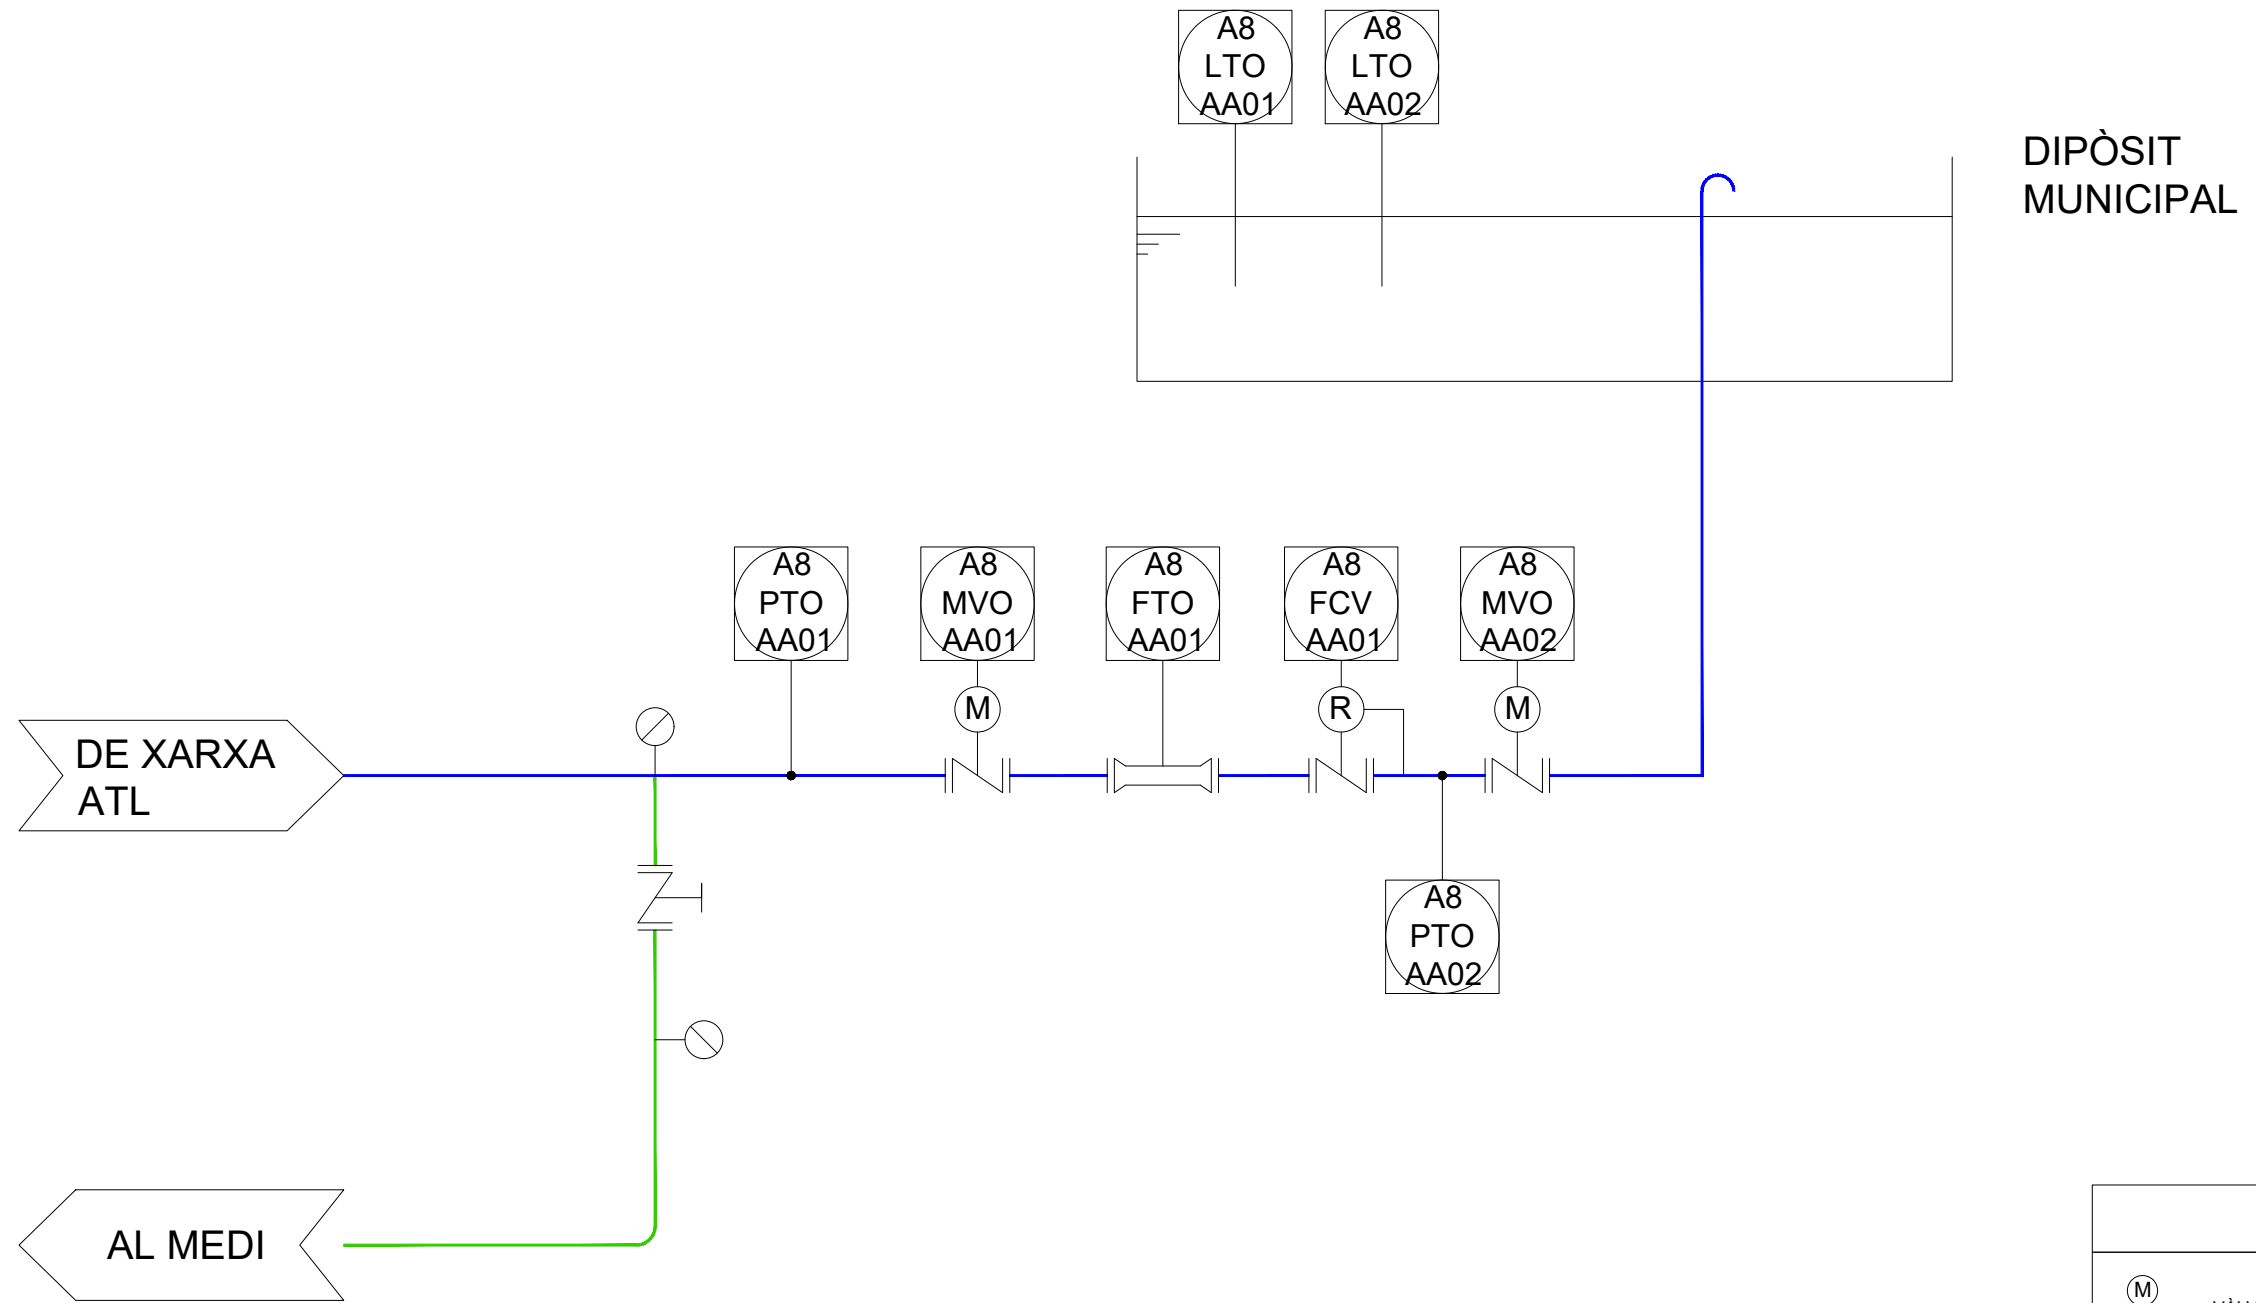 A8
LTO
AA01
A8
LTO
AA02
DIPÒSIT
MUNICIPAL
A8
PTO
AA01
A8
MVO
AA01
A8
FTO
AA01
A8
FCV
AA01
A8
MVO
AA02
M
R
M
DE XARXA
ATL
A8
PTO
AA02
AL MEDI
M